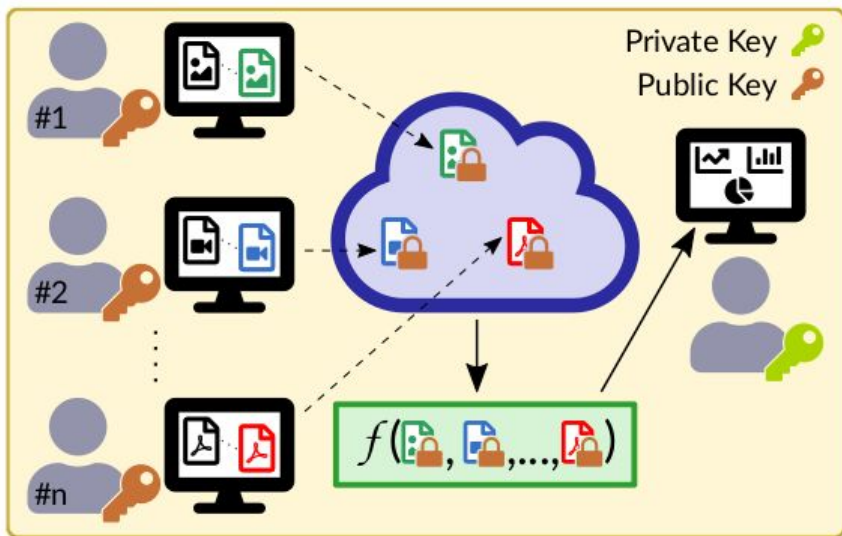 Private Key
Public Key
#1
#2
#n
f( , ,..., )